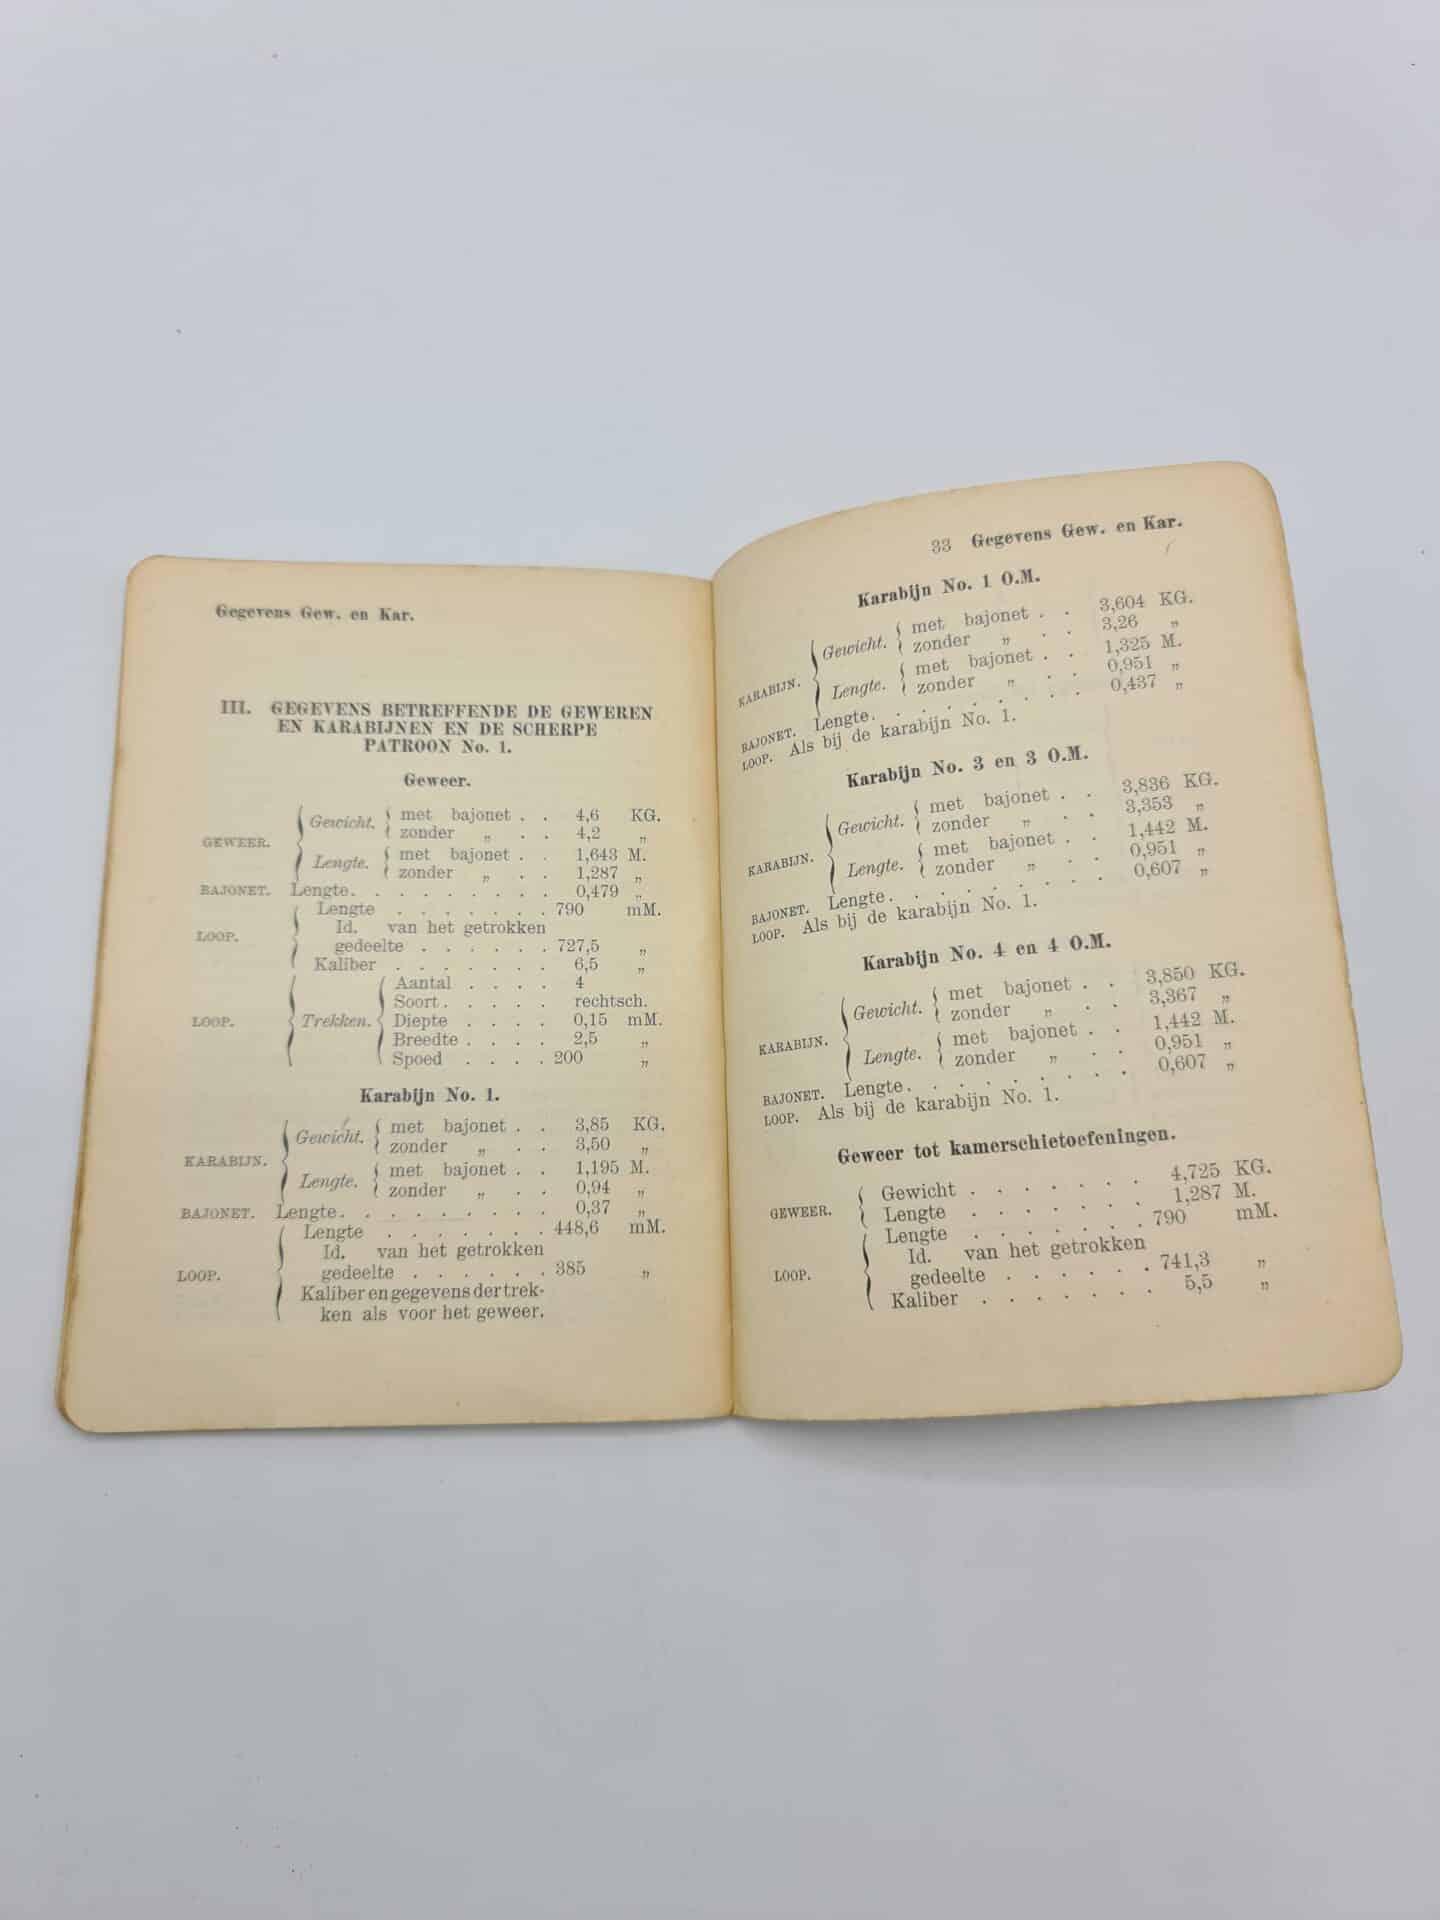 Gegevens Gew. en Kar.
III. GEGEVENS BETREFFENDE DE GEWEREN
EN KARABIJNEN EN DE SCHERPE
PATROON No. 1.
Geweer.
GEWEER. Gewicht. met bajonet . . 4,6 KG.
zonder „ . . 4,2 „
Lengte. met bajonet . . 1,643 M.
zonder „ . . 1,287 „
BAJONET. Lengte. . . . . . . . . 0,479 „
LOOP. Lengte . . . . . . . 790 mM.
Id. van het getrokken
gedeelte . . . . . . 727,5 „
Kaliber . . . . . . . 6,5 „
LOOP. Trekken. Aantal . . . . 4
Soort . . . . . rechtsch.
Diepte . . . . 0,15 mM.
Breedte . . . . 2,5 „
Spoed . . . . 200 „
Karabijn No. 1.
KARABIJN. Gewicht. met bajonet . . 3,85 KG.
zonder „ . . 3,50 „
Lengte. met bajonet . . 1,195 M.
zonder „ . . 0,94 „
BAJONET. Lengte. . . . . . . . . 0,37 „
LOOP. Lengte . . . . . . . 448,6 mM.
Id. van het getrokken
gedeelte . . . . . . 385 „
Kaliber en gegevens der trek-
ken als voor het geweer.
33 Gegevens Gew. en Kar.
Karabijn No. 1 O.M.
KARABIJN. Gewicht. met bajonet . . 3,604 KG.
zonder „ . . 3,26 „
Lengte. met bajonet . . 1,325 M.
zonder „ . . 0,951 „
BAJONET. Lengte. . . . . . . . . 0,437 „
LOOP. Als bij de karabijn No. 1.
Karabijn No. 3 en 3 O.M.
KARABIJN. Gewicht. met bajonet . . 3,836 KG.
zonder „ . . 3,353 „
Lengte. met bajonet . . 1,442 M.
zonder „ . . 0,951 „
BAJONET. Lengte. . . . . . . . . 0,607 „
LOOP. Als bij de karabijn No. 1.
Karabijn No. 4 en 4 O.M.
KARABIJN. Gewicht. met bajonet . . 3,850 KG.
zonder „ . . 3,367 „
Lengte. met bajonet . . 1,442 M.
zonder „ . . 0,951 „
BAJONET. Lengte. . . . . . . . . 0,607 „
LOOP. Als bij de karabijn No. 1.
Geweer tot kamerschietoefeningen.
GEWEER. Gewicht . . . . . . . 4,725 KG.
Lengte . . . . . . . 1,287 M.
LOOP. Lengte . . . . . . . 790 mM.
Id. van het getrokken
gedeelte . . . . . . 741,3 „
Kaliber . . . . . . . 5,5 „